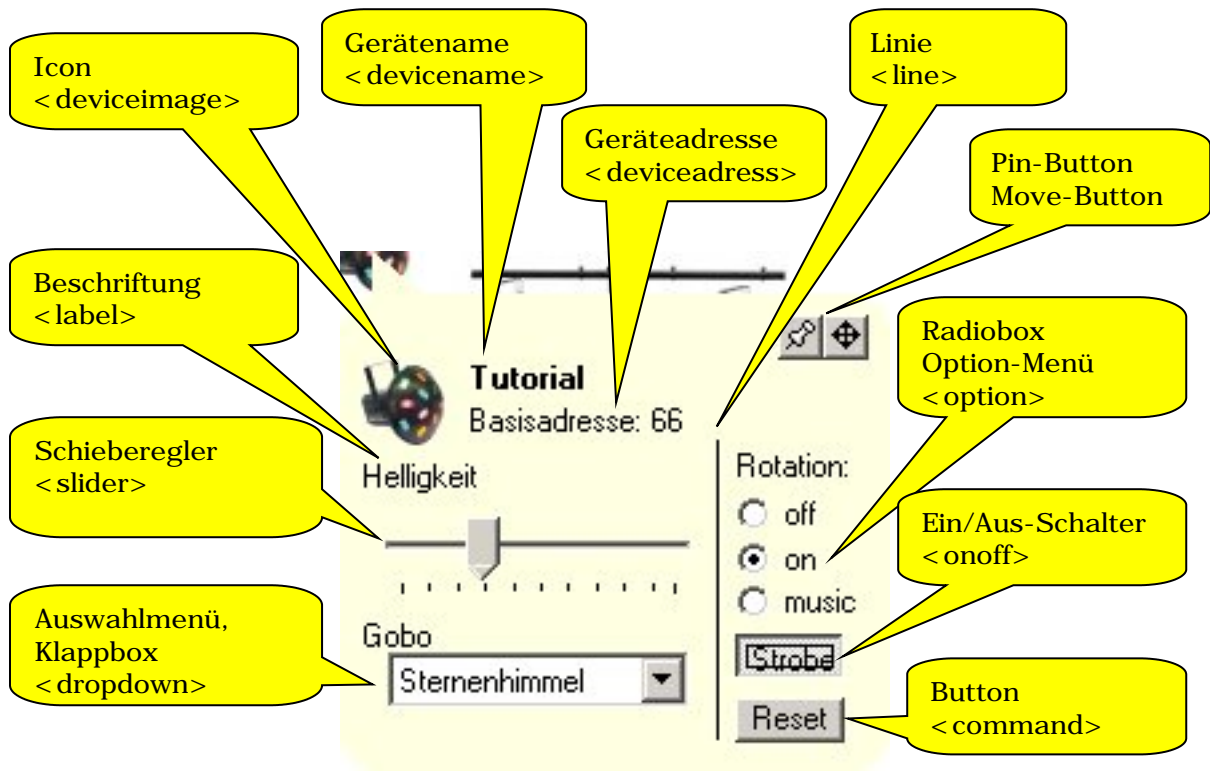 Icon
<deviceimage>
Gerätename
<devicename>
Linie
<line>
Geräteadresse
<deviceadress>
Pin-Button
Move-Button
Beschriftung
<label>
Radiobox
Option-Menü
<option>
Schieberegler
<slider>
Ein/Aus-Schalter
<onoff>
Auswahlmenü,
Klappbox
<dropdown>
Button
<command>
Tutorial
Basisadresse: 66
Helligkeit
Gobo
Sternenhimmel
Rotation:
off
on
music
Strobe
Reset